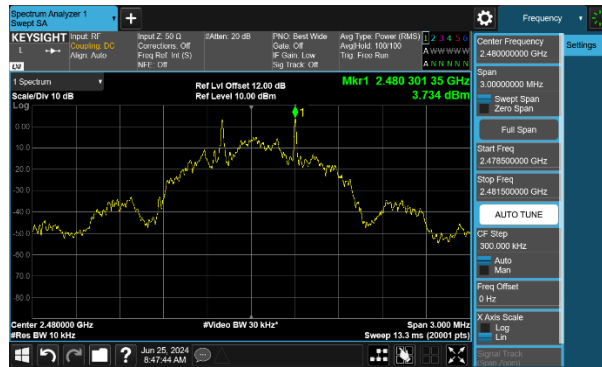 Spectrum Analyzer 1
Swept SA
+
Frequency
KEYSIGHT
L
Input: RF
Coupling: DC
Align: Auto
Input Z: 50 Ω
Corrections: Off
Freq Ref: Int (S)
NFE: Off
#Atten: 20 dB
PNO: Best Wide
Gate: Off
IF Gain: Low
Sig Track: Off
Avg Type: Power (RMS)
Avg|Hold: 100/100
Trig: Free Run
1 2 3 4 5 6
A W W W W W
A N N N N N
1 Spectrum
Scale/Div 10 dB
Ref Lvl Offset 12.00 dB
Ref Level 10.00 dBm
Mkr1 2.480 301 35 GHz
3.734 dBm
Log
1
0.00
-10.0
-20.0
-30.0
-40.0
-50.0
-60.0
-70.0
-80.0
Center 2.480000 GHz
#Res BW 10 kHz
#Video BW 30 kHz*
Span 3.000 MHz
Sweep 13.3 ms (20001 pts)
Jun 25, 2024
8:47:44 AM
?
Center Frequency
2.480000000 GHz
Settings
Span
3.00000000 MHz
Swept Span
Zero Span
Full Span
Start Freq
2.478500000 GHz
Stop Freq
2.481500000 GHz
AUTO TUNE
CF Step
300.000 kHz
Auto
Man
Freq Offset
0 Hz
X Axis Scale
Log
Lin
Signal Track
(Span Zoom)